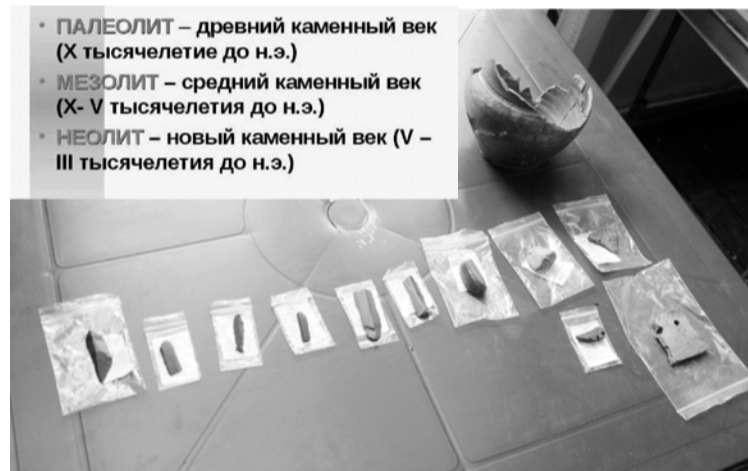 • ПАЛЕОЛИТ – древний каменный век
(X тысячелетие до н.э.)
• МЕЗОЛИТ – средний каменный век
(X- V тысячелетия до н.э.)
• НЕОЛИТ – новый каменный век (V –
III тысячелетия до н.э.)